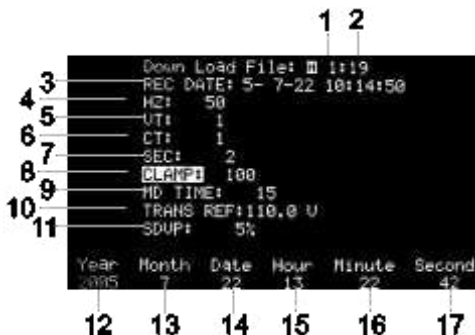 1 2
Down Load File: 1:19
3 REC DATE: 5- 7-22 10:14:50
4 HZ: 50
5 VT: 1
6 CT: 1
7 SEC: 2
8 CLAMP: 100
9 MD TIME: 15
10 TRANS REF:110.0 V
11 SDVP: 5%
Year Month Date Hour Minute Second
2005 7 22 13 22 42
12 13 14 15 16 17